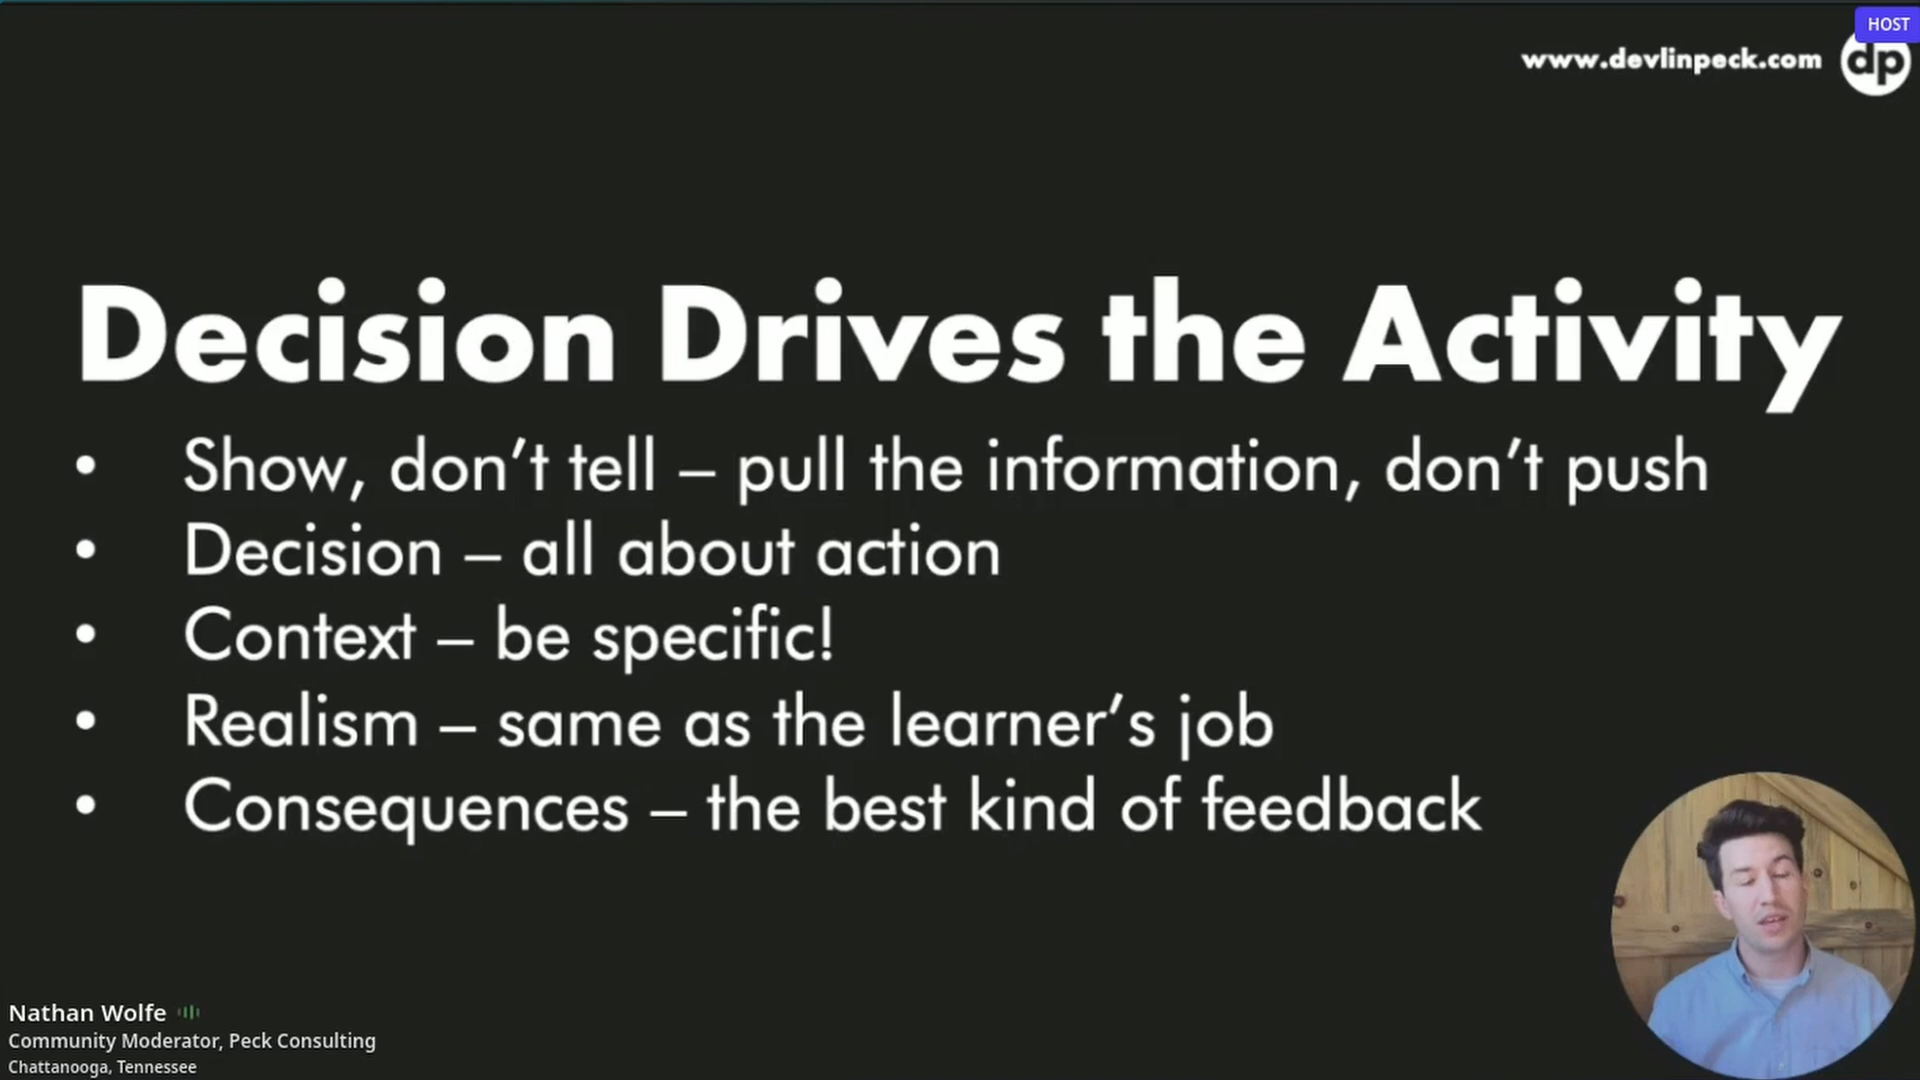 HOST
www.devlinpeck.com dp
Decision Drives the Activity
• Show, don’t tell – pull the information, don’t push
• Decision – all about action
• Context – be specific!
• Realism – same as the learner’s job
• Consequences – the best kind of feedback
Nathan Wolfe
Community Moderator, Peck Consulting
Chattanooga, Tennessee